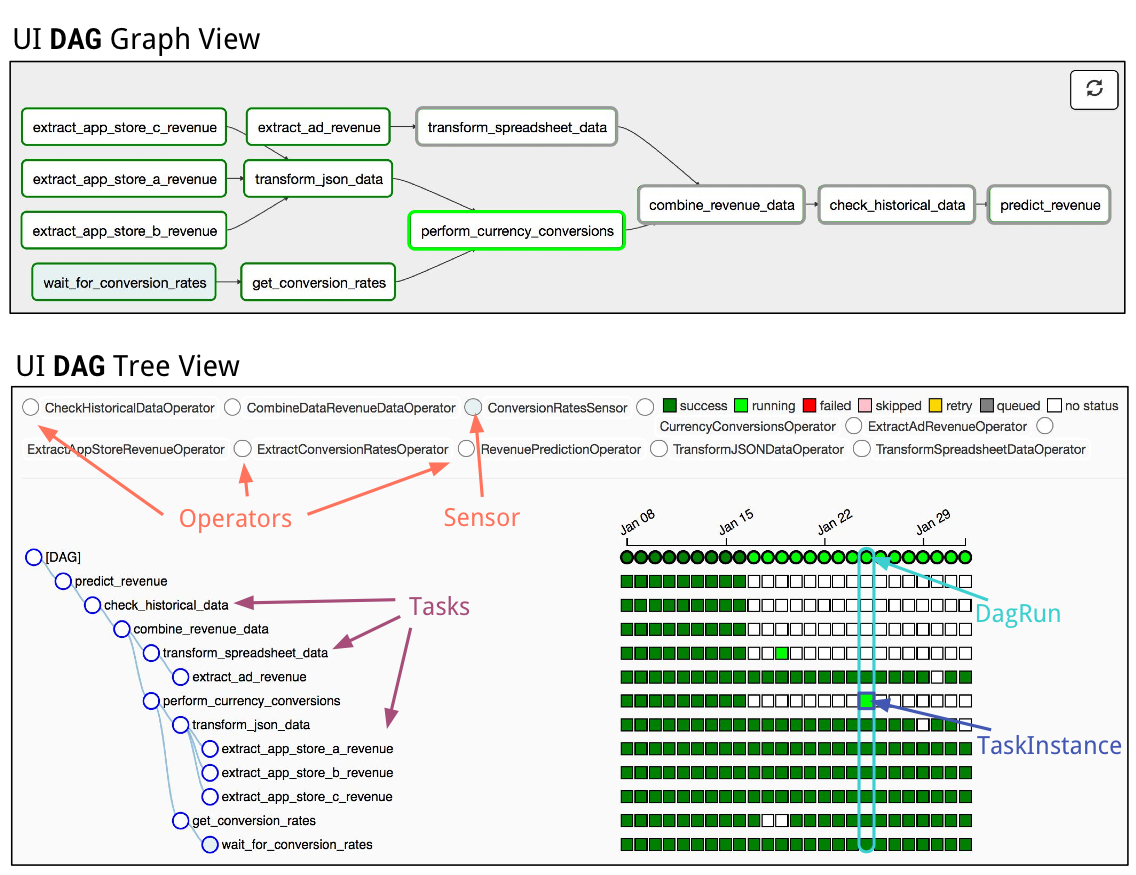 UI DAG Graph View
extract_app_store_c_revenue
extract_ad_revenue
transform_spreadsheet_data
extract_app_store_a_revenue
transform_json_data
combine_revenue_data
check_historical_data
predict_revenue
extract_app_store_b_revenue
perform_currency_conversions
wait_for_conversion_rates
get_conversion_rates
UI DAG Tree View
CheckHistoricalDataOperator
CombineDataRevenueDataOperator
ConversionRatesSensor
success
running
failed
skipped
retry
queued
no status
CurrencyConversionsOperator
ExtractAdRevenueOperator
ExtractAppStoreRevenueOperator
ExtractConversionRatesOperator
RevenuePredictionOperator
TransformJSONDataOperator
TransformSpreadsheetDataOperator
Operators
Sensor
Jan 08
Jan 15
Jan 22
Jan 29
[DAG]
predict_revenue
check_historical_data
Tasks
DagRun
combine_revenue_data
transform_spreadsheet_data
extract_ad_revenue
perform_currency_conversions
transform_json_data
TaskInstance
extract_app_store_a_revenue
extract_app_store_b_revenue
extract_app_store_c_revenue
get_conversion_rates
wait_for_conversion_rates